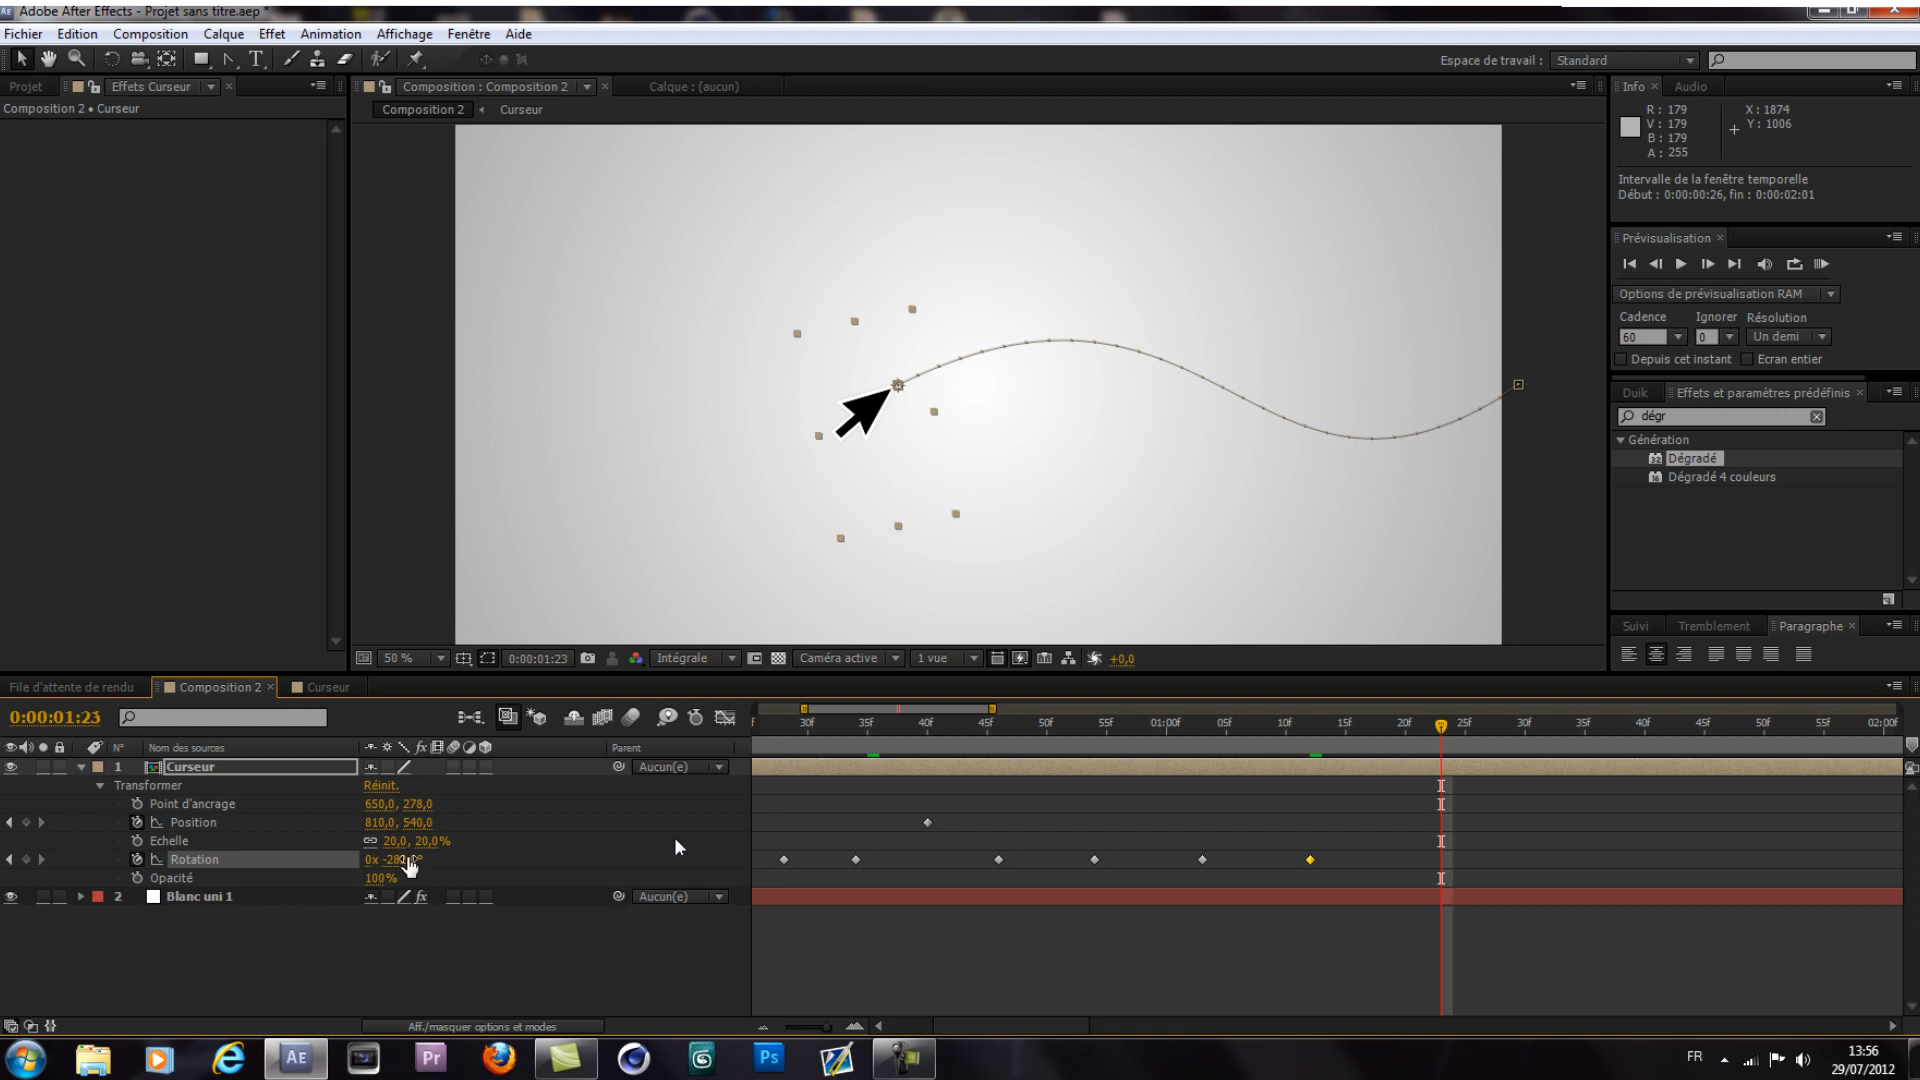 Adobe After Effects - Projet sans titre.aep *
Fichier Edition Composition Calque Effet Animation Affichage Fenêtre Aide
Espace de travail : Standard
Projet Effets Curseur Composition : Composition 2 Calque : (aucun) Info Audio
Composition 2 • Curseur
Composition 2 Curseur
R : 179 X : 1874
V : 179 Y : 1006
B : 179
A : 255
Intervalle de la fenêtre temporelle
Début : 0:00:00:26, fin : 0:00:02:01
Prévisualisation
Options de prévisualisation RAM
Cadence Ignorer Résolution
60 0 Un demi
Depuis cet instant Ecran entier
Duik Effets et paramètres prédéfinis
dégr
Génération
Dégradé
Dégradé 4 couleurs
Suivi Tremblement Paragraphe
50 % 0:00:01:23 Intégrale Caméra active 1 vue +0,0
File d'attente de rendu Composition 2 Curseur
0:00:01:23
f 30f 35f 40f 45f 50f 55f 01:00f 05f 10f 15f 20f 25f 30f 35f 40f 45f 50f 55f 02:00f
N° Nom des sources fx Parent
1 Curseur Aucun(e)
Transformer Réinit.
Point d'ancrage 650,0, 278,0
Position 810,0, 540,0
Echelle 20,0, 20,0%
Rotation 0x
Opacité 100%
2 Blanc uni 1 fx Aucun(e)
Aff./masquer options et modes
AE Pr Ps
FR
13:56
29/07/2012